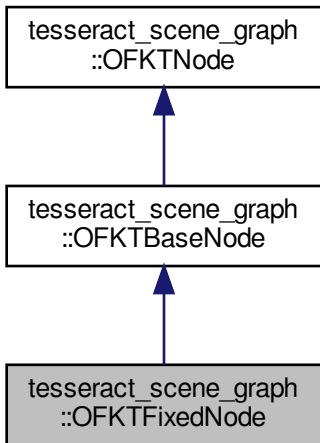 tesseract_scene_graph
::OFKTNode
tesseract_scene_graph
::OFKTBaseNode
tesseract_scene_graph
::OFKTFixedNode